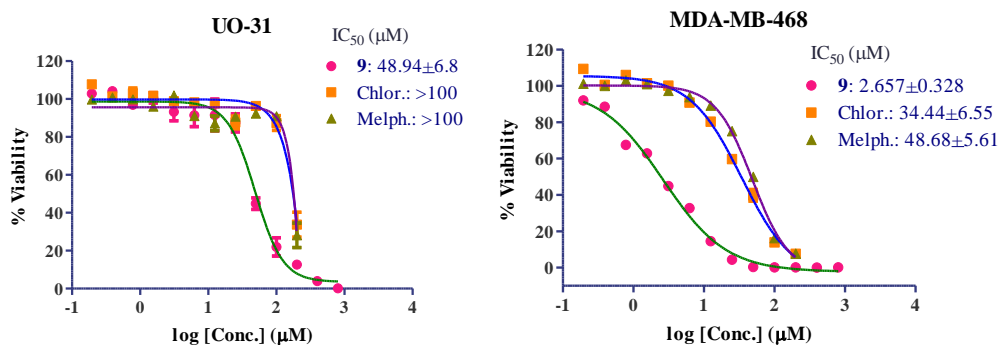 UO-31
IC50 (µM)
9: 48.94±6.8
Chlor.: >100
Melph.: >100
120
100
80
60
40
20
0
% Viability
-1
0
1
2
3
4
log [Conc.] (µM)
MDA-MB-468
IC50 (µM)
9: 2.657±0.328
Chlor.: 34.44±6.55
Melph.: 48.68±5.61
120
100
80
60
40
20
0
% Viability
-1
0
1
2
3
4
log [Conc.] (µM)